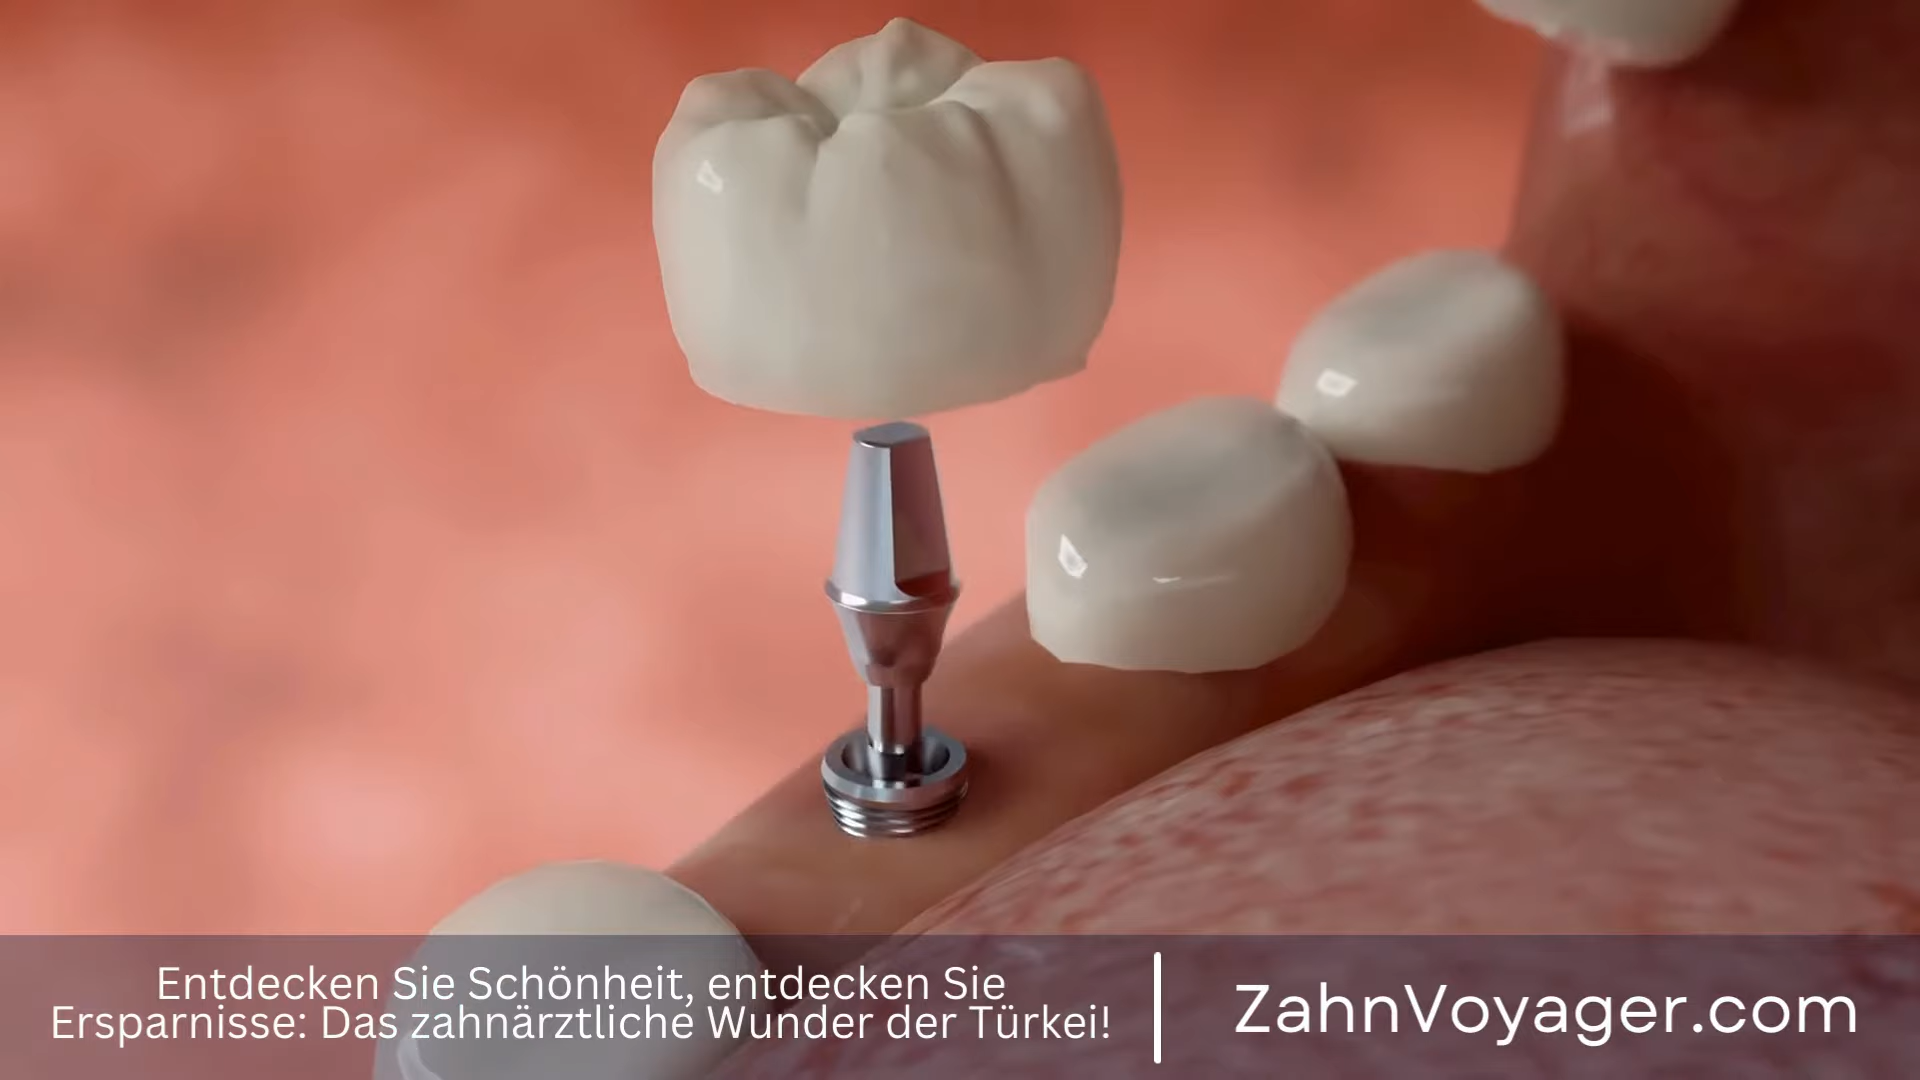 Entdecken Sie Schönheit, entdecken Sie
Ersparnisse: Das zahnärztliche Wunder der Türkei!
ZahnVoyager.com